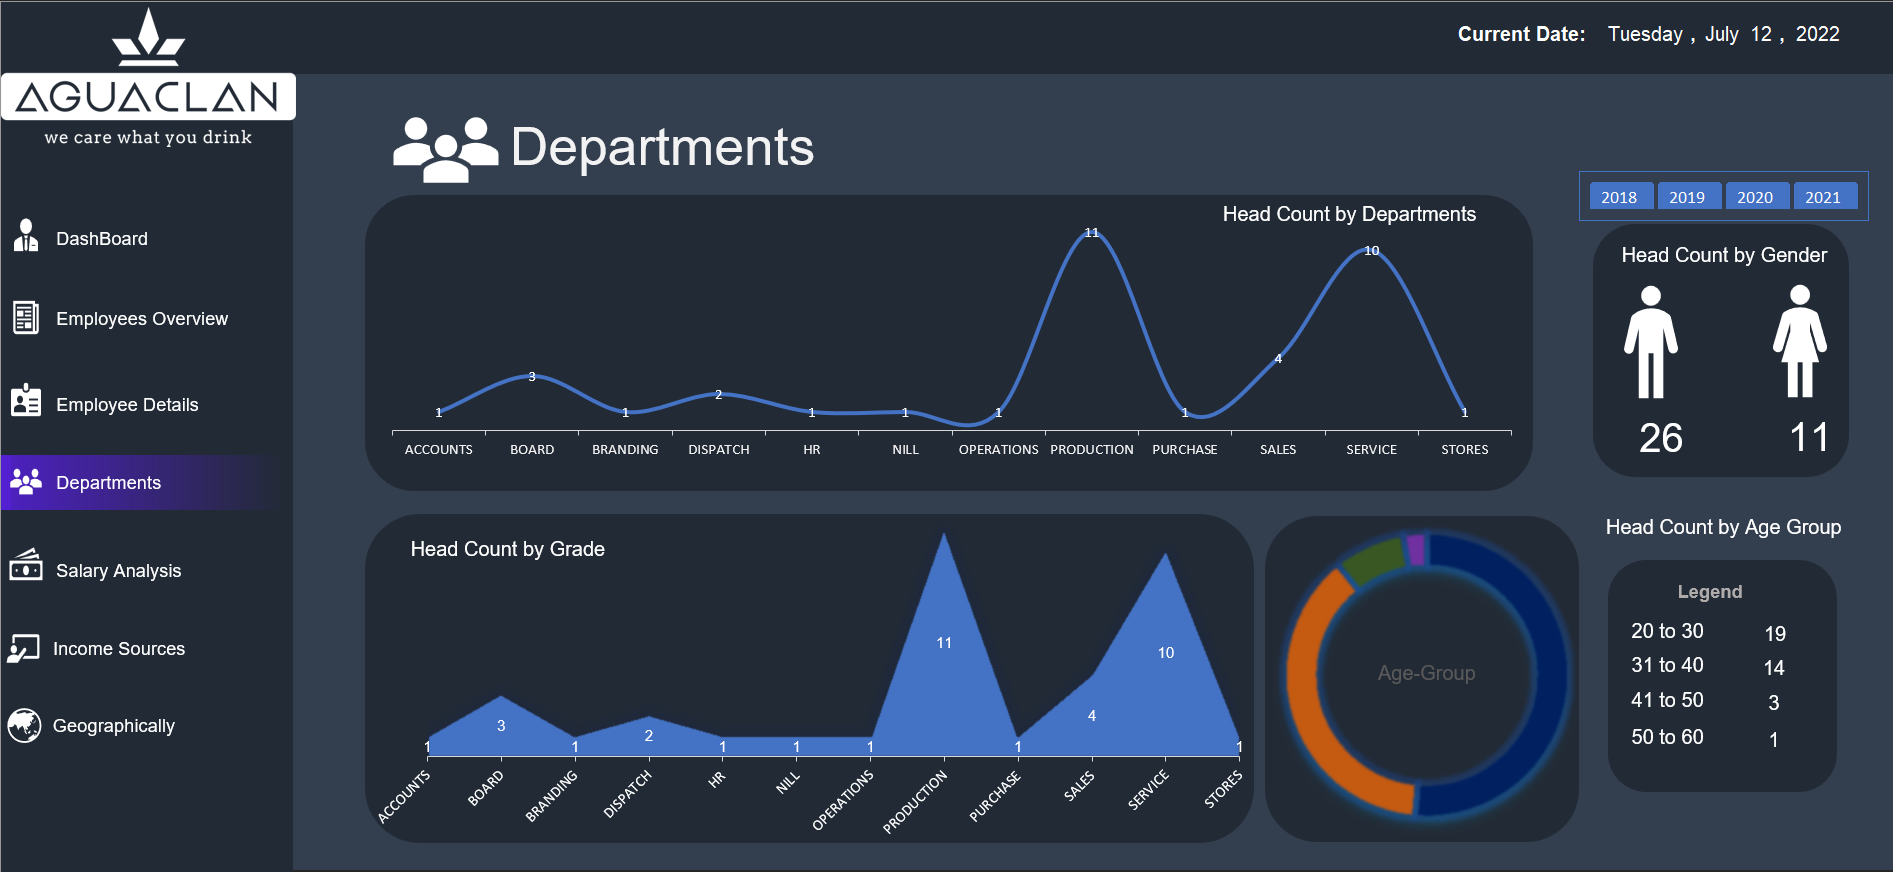 AGUACLAN
we care what you drink
Current Date: Tuesday , July 12 , 2022
DashBoard
Employees Overview
Employee Details
Departments
Salary Analysis
Income Sources
Geographically
Departments
2018 2019 2020 2021
Head Count by Departments
1 3 1 2 1 1 1 11 1 4 10 1
ACCOUNTS BOARD BRANDING DISPATCH HR NILL OPERATIONS PRODUCTION PURCHASE SALES SERVICE STORES
Head Count by Gender
26 11
Head Count by Grade
1 3 1 2 1 1 1 11 1 4 10 1
ACCOUNTS BOARD BRANDING DISPATCH HR NILL OPERATIONS PRODUCTION PURCHASE SALES SERVICE STORES
Age-Group
Head Count by Age Group
Legend
20 to 30 19
31 to 40 14
41 to 50 3
50 to 60 1